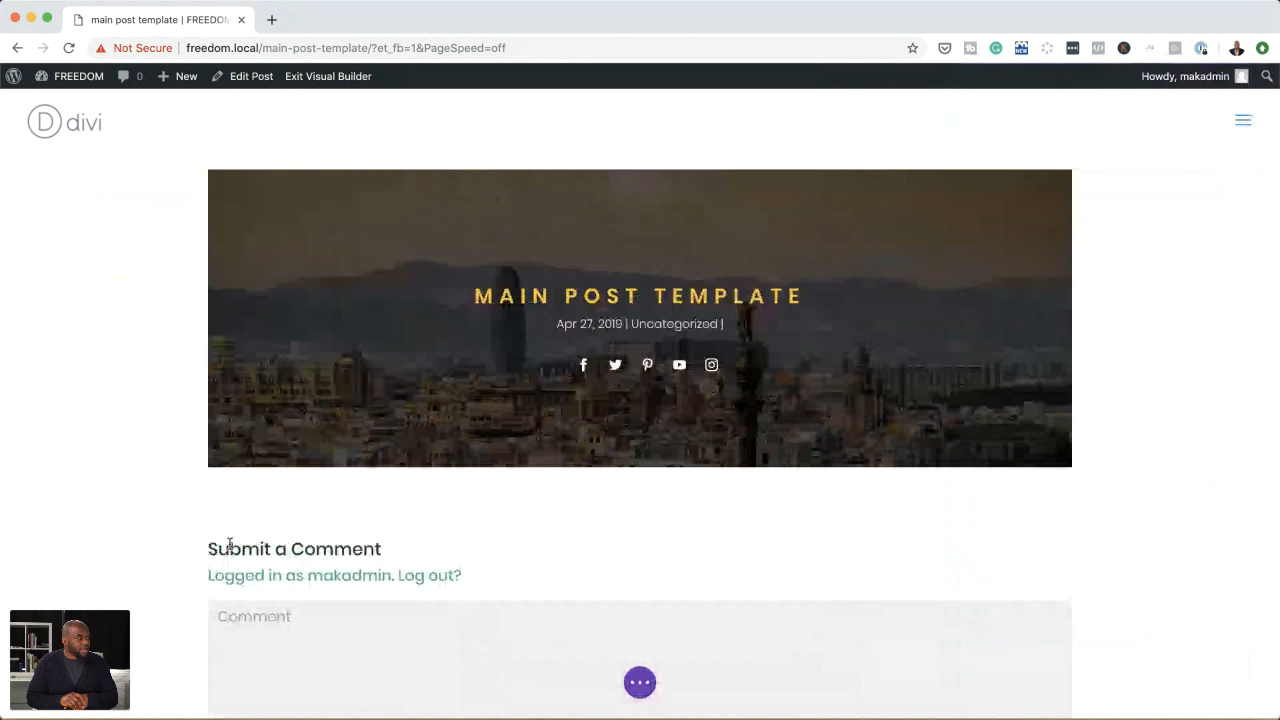 main post template | FREEDOM
Not Secure | freedom.local/main-post-template/?et_fb=1&PageSpeed=off
FREEDOM 0 New Edit Post Exit Visual Builder Howdy, makadmin
D divi
MAIN POST TEMPLATE
Apr 27, 2019 | Uncategorized |
Submit a Comment
Logged in as makadmin. Log out?
Comment